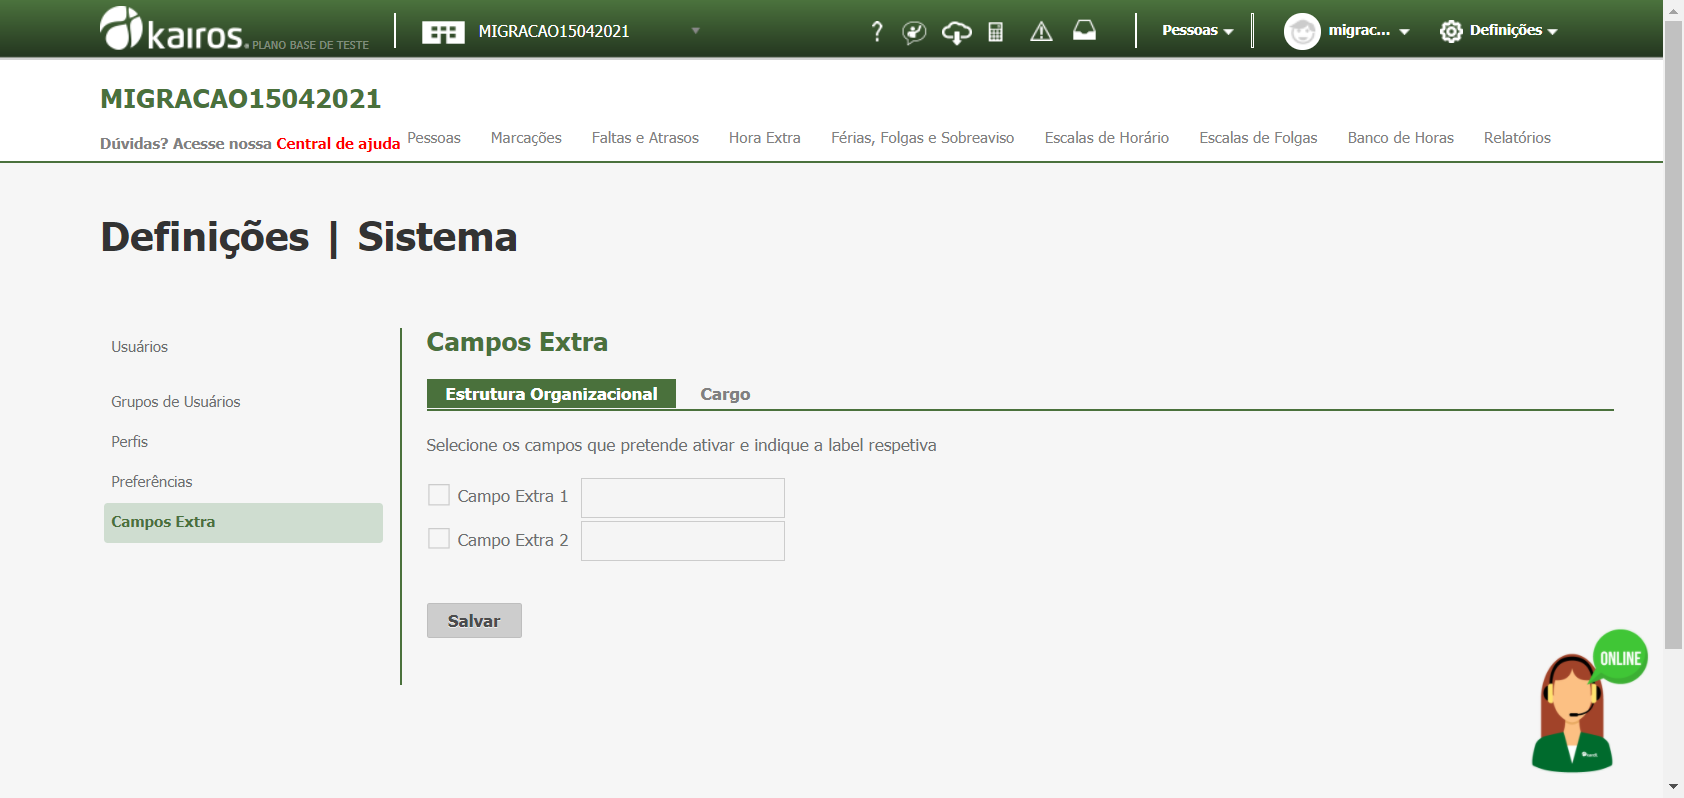 kairos. PLANO BASE DE TESTE
MIGRACAO15042021
?
Pessoas
migrac...
Definições
MIGRACAO15042021
Dúvidas? Acesse nossa Central de ajuda
Pessoas
Marcações
Faltas e Atrasos
Hora Extra
Férias, Folgas e Sobreaviso
Escalas de Horário
Escalas de Folgas
Banco de Horas
Relatórios
Definições | Sistema
Usuários
Grupos de Usuários
Perfis
Preferências
Campos Extra
Campos Extra
Estrutura Organizacional
Cargo
Selecione os campos que pretende ativar e indique a label respetiva
Campo Extra 1
Campo Extra 2
Salvar
ONLINE